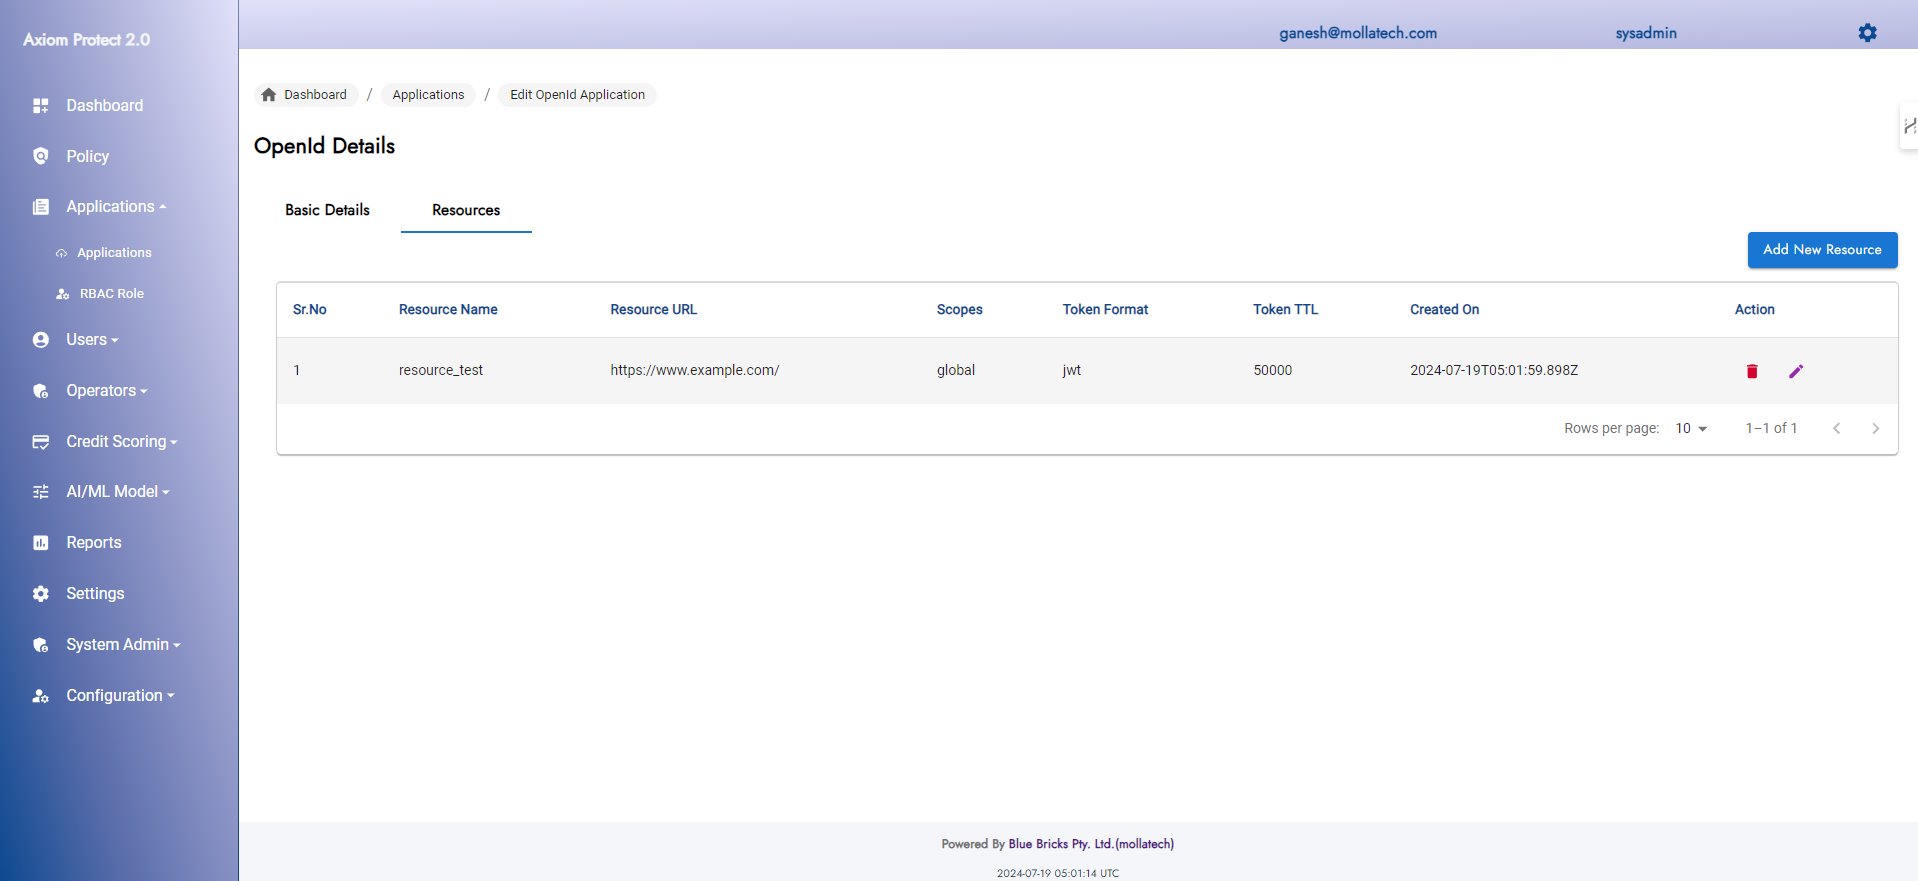 Axiom Protect 2.0
ganesh@mollatech.com
sysadmin
Dashboard
Policy
Applications
Applications
RBAC Role
Users
Operators
Credit Scoring
AI/ML Model
Reports
Settings
System Admin
Configuration
Dashboard / Applications / Edit OpenId Application
OpenId Details
Basic Details Resources
Add New Resource
Sr.No Resource Name Resource URL Scopes Token Format Token TTL Created On Action
1 resource_test https://www.example.com/ global jwt 50000 2024-07-19T05:01:59.898Z
Rows per page: 10 1–1 of 1
Powered By Blue Bricks Pty. Ltd.(mollatech)
2024-07-19 05:01:14 UTC